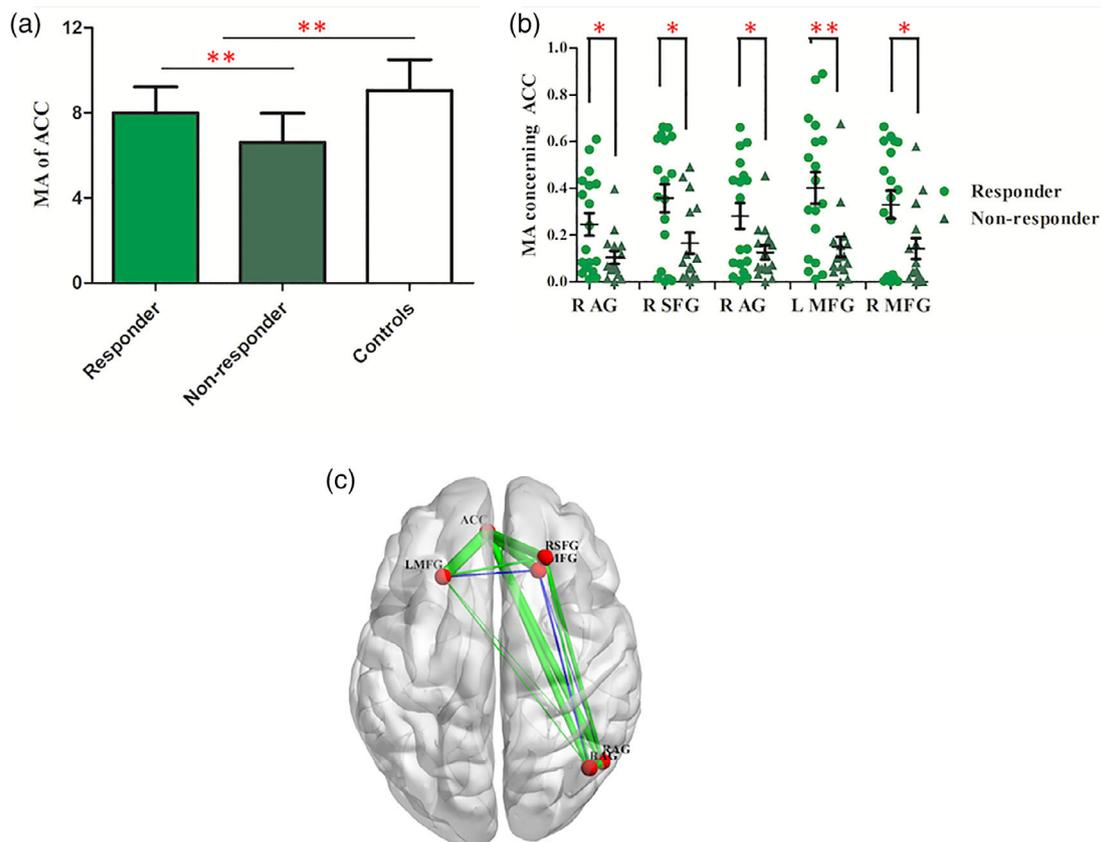 (a)
12
8
4
0
MA of ACC
**
**
Responder
Non-responder
Controls
(b)
1.0
0.8
0.6
0.4
0.2
0.0
MA concerning ACC
*
*
*
**
*
R AG
R SFG
R AG
L MFG
R MFG
Responder
Non-responder
(c)
ACC
RSFG
MFG
LMFG
RAG
RAG